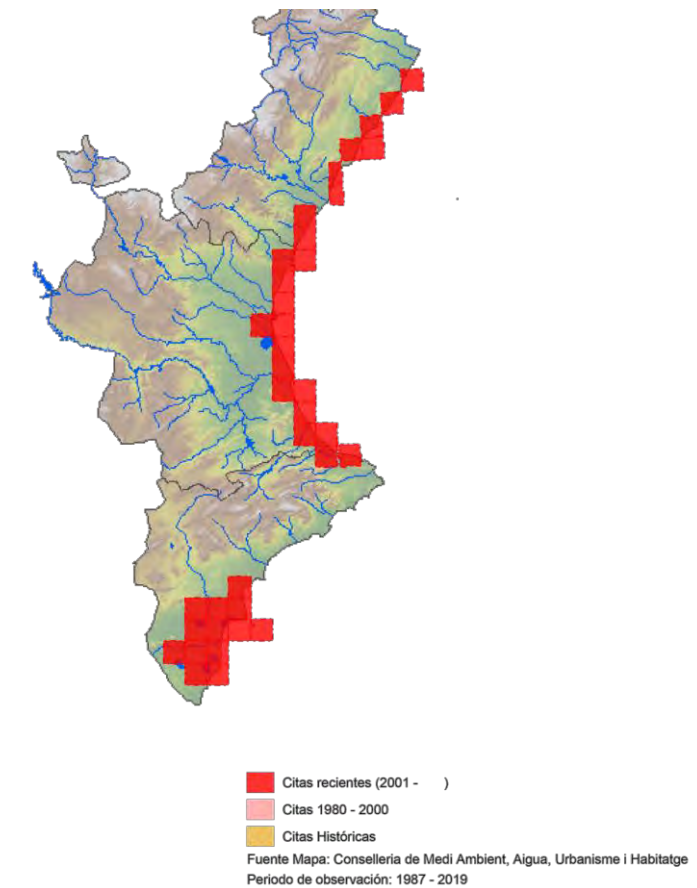 Citas recientes (2001 - )
Citas 1980 - 2000
Citas Históricas
Fuente Mapa: Conselleria de Medi Ambient, Aigua, Urbanisme i Habitatge
Periodo de observación: 1987 - 2019